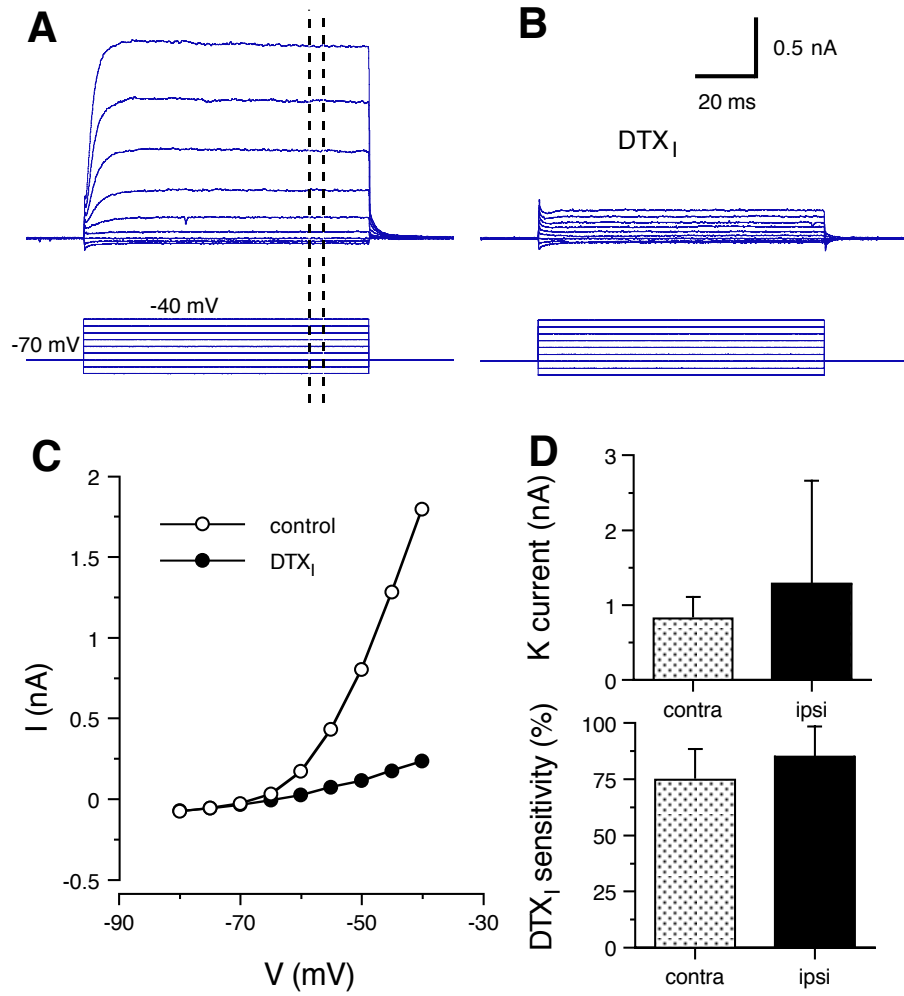 A
B
0.5 nA
20 ms
DTX_I
-40 mV
-70 mV
C
2
1.5
1
0.5
0
-0.5
I (nA)
control
DTX_I
-90
-70
-50
-30
V (mV)
D
3
2
1
0
K current (nA)
contra
ipsi
100
75
50
25
0
DTX_I sensitivity (%)
contra
ipsi